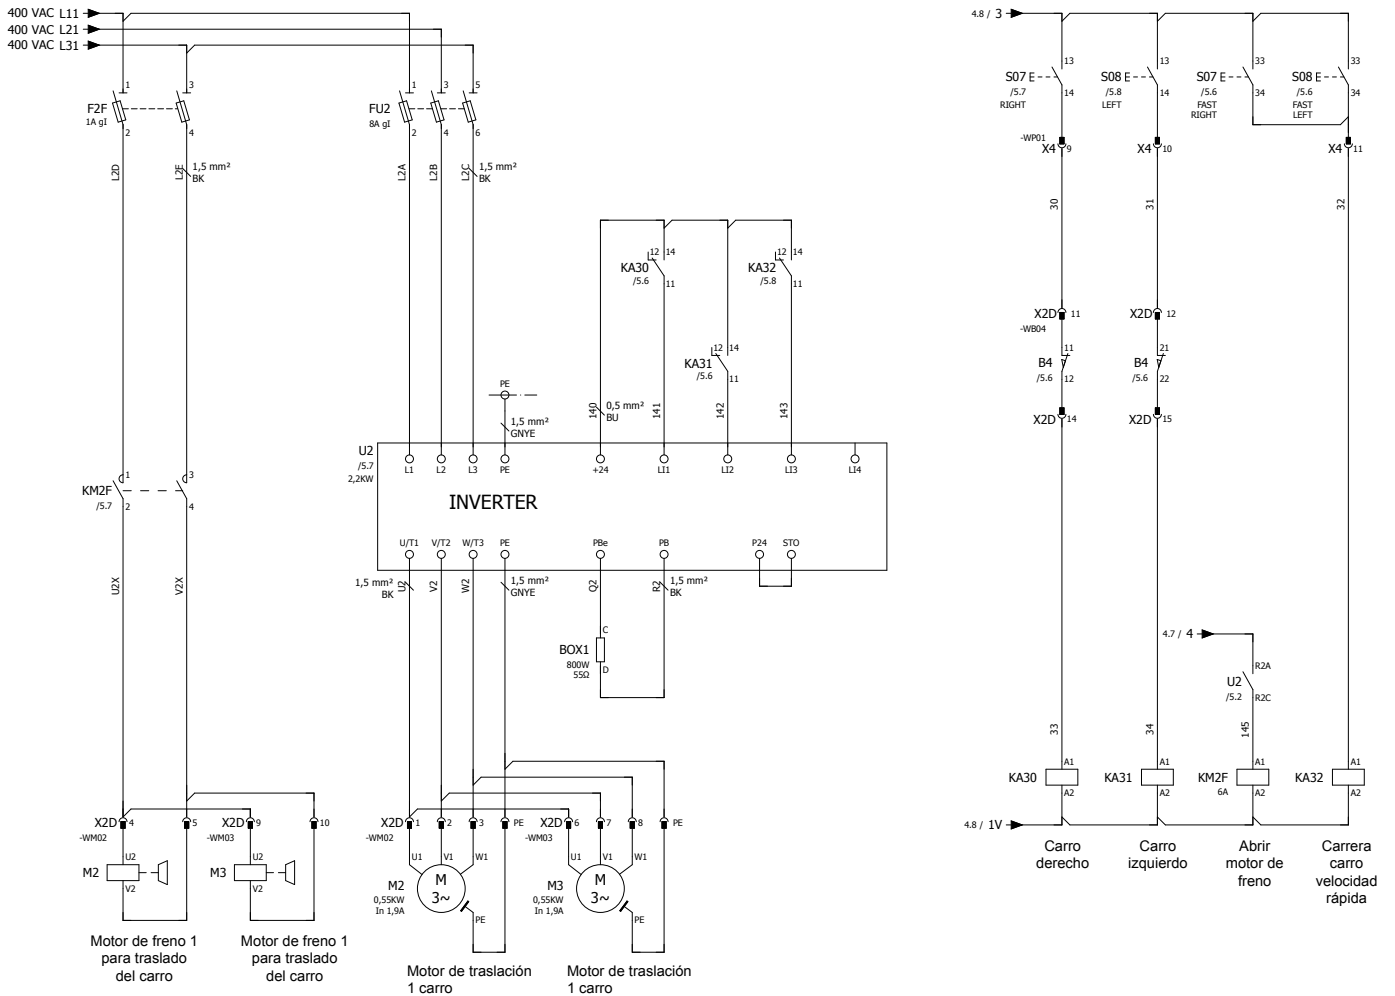 400 VAC L11
400 VAC L21
400 VAC L31
4.8 / 3
1
3
1
3
5
F2F
1A gI
2
4
FU2
8A gI
2
4
6
13
13
33
33
S07
/5.7
RIGHT
14
S08
/5.8
LEFT
14
S07
/5.6
FAST
RIGHT
34
S08
/5.6
FAST
LEFT
34
-WP01
X4 9
X4 10
X4 11
L2D
L2E
1,5 mm²
BK
L2A
L2B
L2C
1,5 mm²
BK
30
31
32
12 14
KA30
/5.6
11
12 14
KA32
/5.8
11
12 14
KA31
/5.6
11
X2D 11
-WB04
X2D 12
11
B4
/5.6
12
21
B4
/5.6
22
X2D 14
X2D 15
PE
1,5 mm²
GNYE
140
0,5 mm²
BU
141
142
143
U2
/5.7
2,2KW
L1
L2
L3
PE
+24
LI1
LI2
LI3
LI4
INVERTER
U/T1
V/T2
W/T3
PE
PBe
PB
P24
STO
1
3
KM2F
/5.7
2
4
U2X
V2X
1,5 mm²
BK
U2
V2
W2
1,5 mm²
GNYE
Q2
R2
1,5 mm²
BK
C
BOX1
800W
55Ω
D
4.7 / 4
R2A
U2
/5.2
R2C
33
34
145
KA30
A1
A2
KA31
A1
A2
KM2F
6A
A1
A2
KA32
A1
A2
4.8 / 1V
Carro
derecho
Carro
izquierdo
Abrir
motor de
freno
Carrera
carro
velocidad
rápida
X2D 4
-WM02
5
X2D 9
-WM03
10
X2D 1
-WM02
2
3
PE
X2D 6
-WM03
7
8
PE
M2
U2
V2
M3
U2
V2
U1
V1
W1
M
3~
M2
0,55KW
In 1,9A
PE
U1
V1
W1
M
3~
M3
0,55KW
In 1,9A
PE
Motor de freno 1
para traslado
del carro
Motor de freno 1
para traslado
del carro
Motor de traslación
1 carro
Motor de traslación
1 carro